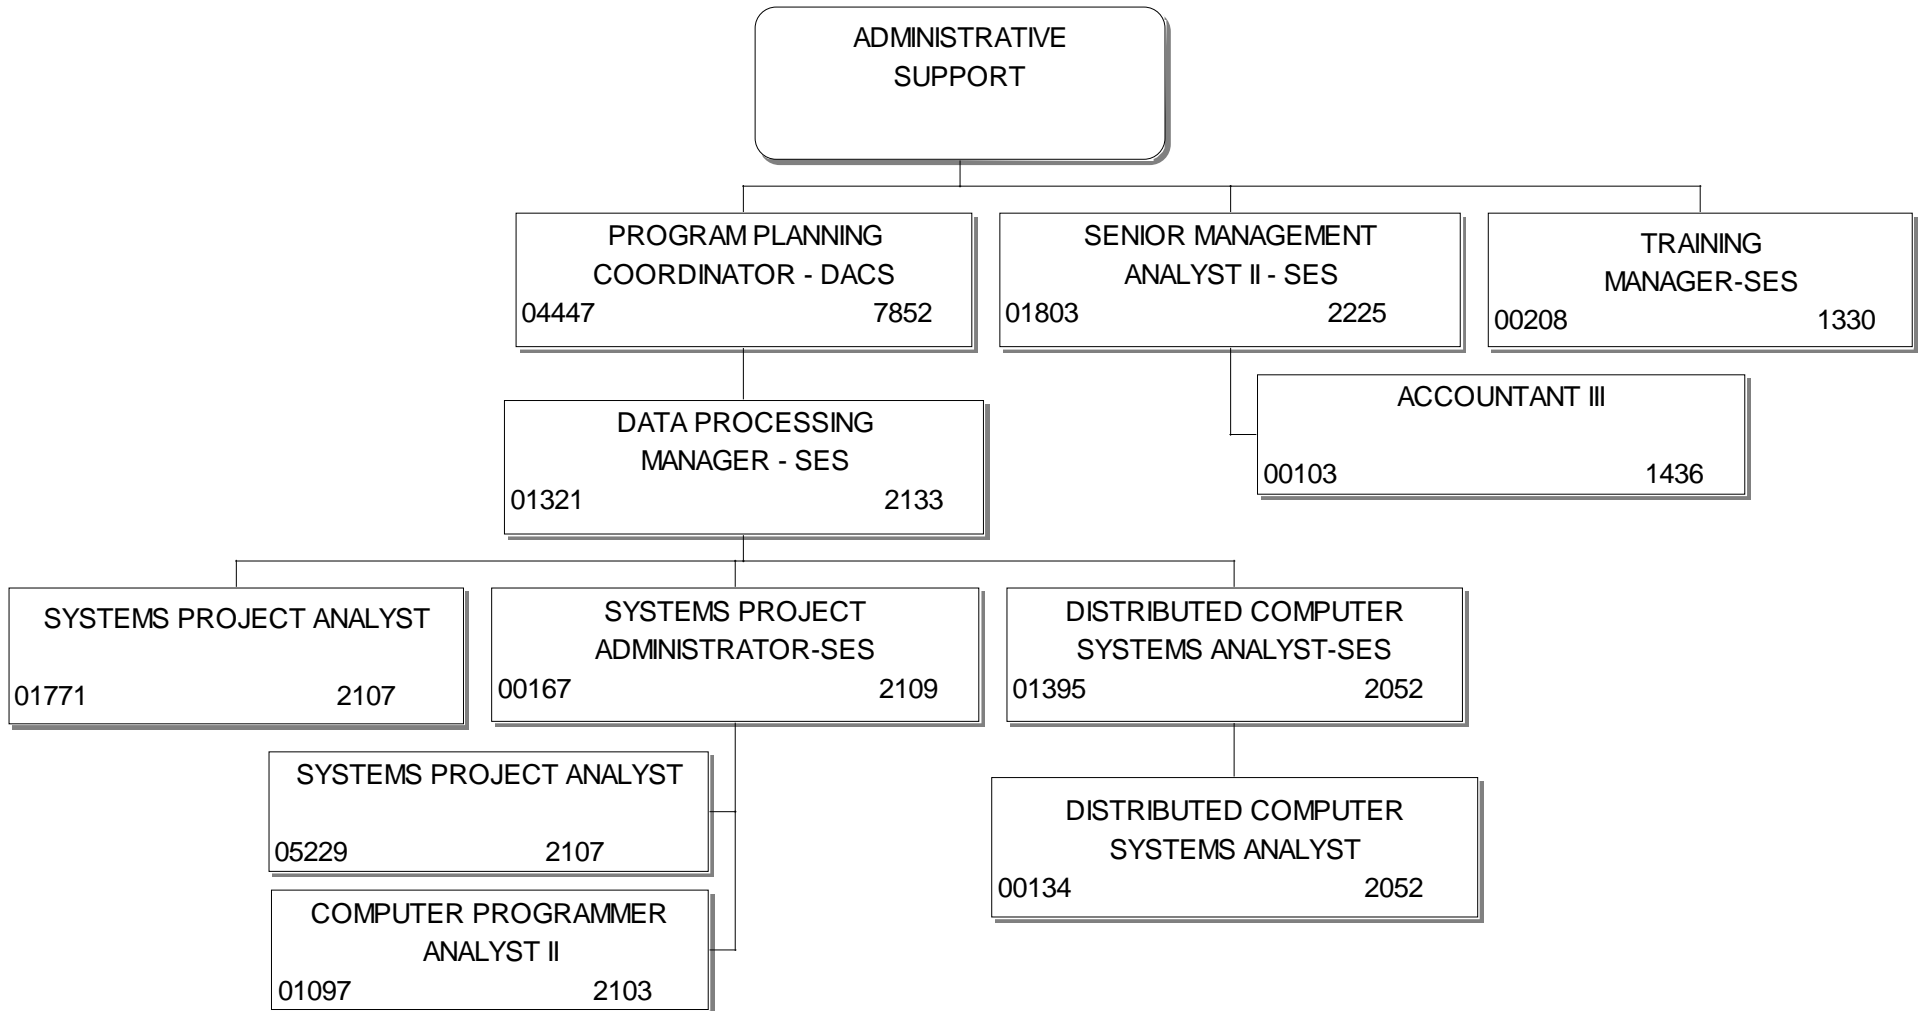 ADMINISTRATIVE
SUPPORT
PROGRAM PLANNING
COORDINATOR - DACS
04447 7852
SENIOR MANAGEMENT
ANALYST II - SES
01803 2225
TRAINING
MANAGER-SES
00208 1330
ACCOUNTANT III
00103 1436
DATA PROCESSING
MANAGER - SES
01321 2133
SYSTEMS PROJECT ANALYST
01771 2107
SYSTEMS PROJECT
ADMINISTRATOR-SES
00167 2109
DISTRIBUTED COMPUTER
SYSTEMS ANALYST-SES
01395 2052
SYSTEMS PROJECT ANALYST
05229 2107
COMPUTER PROGRAMMER
ANALYST II
01097 2103
DISTRIBUTED COMPUTER
SYSTEMS ANALYST
00134 2052